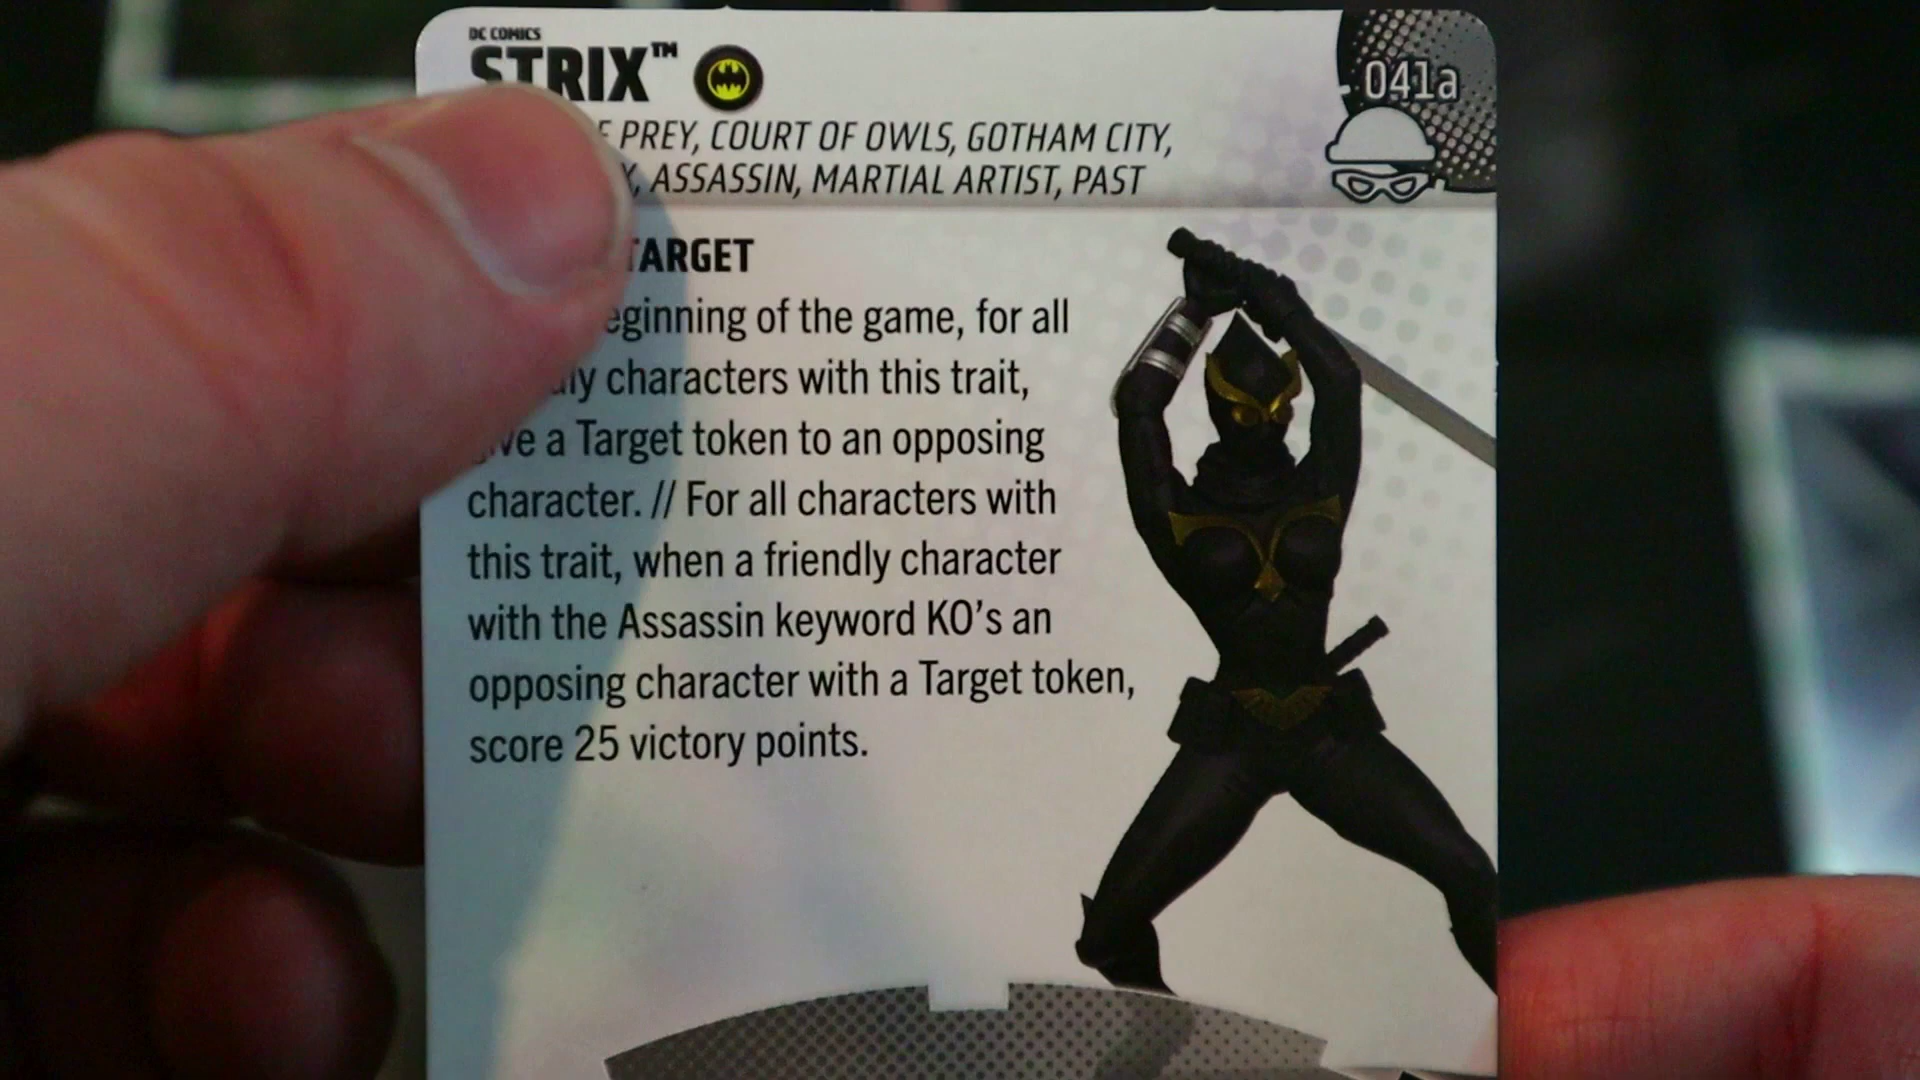 DC COMICS
STRIX™
041a
PREY, COURT OF OWLS, GOTHAM CITY,
ASSASSIN, MARTIAL ARTIST, PAST
TARGET
of the game, for all
characters with this trait,
a Target token to an opposing
character. // For all characters with
this trait, when a friendly character
with the Assassin keyword KO's an
opposing character with a Target token,
score 25 victory points.